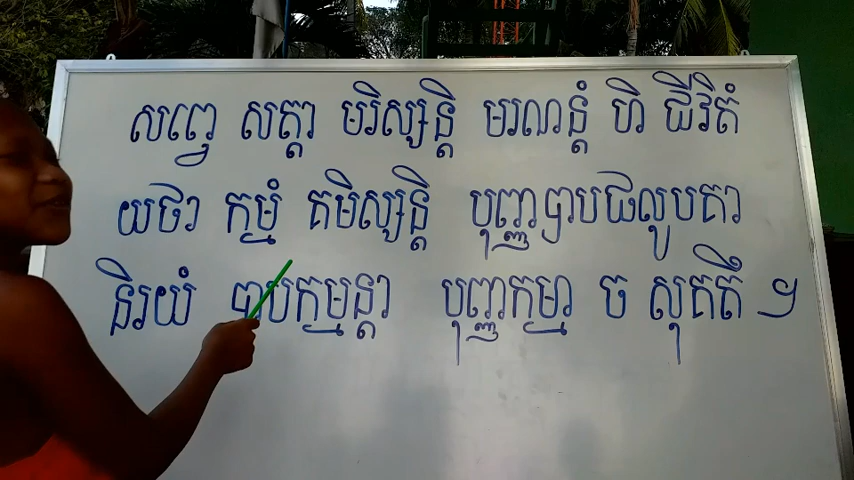 សព្វេ សត្តា មរិស្សន្តិ មរណន្តំ ហិ ជីវិតំ
យថា កម្មំ គមិស្សន្តិ បុញ្ញបាបផលូបគា
និរយំ បាបកម្មន្តា បុញ្ញកម្មា ច សុគតឹ ៗ